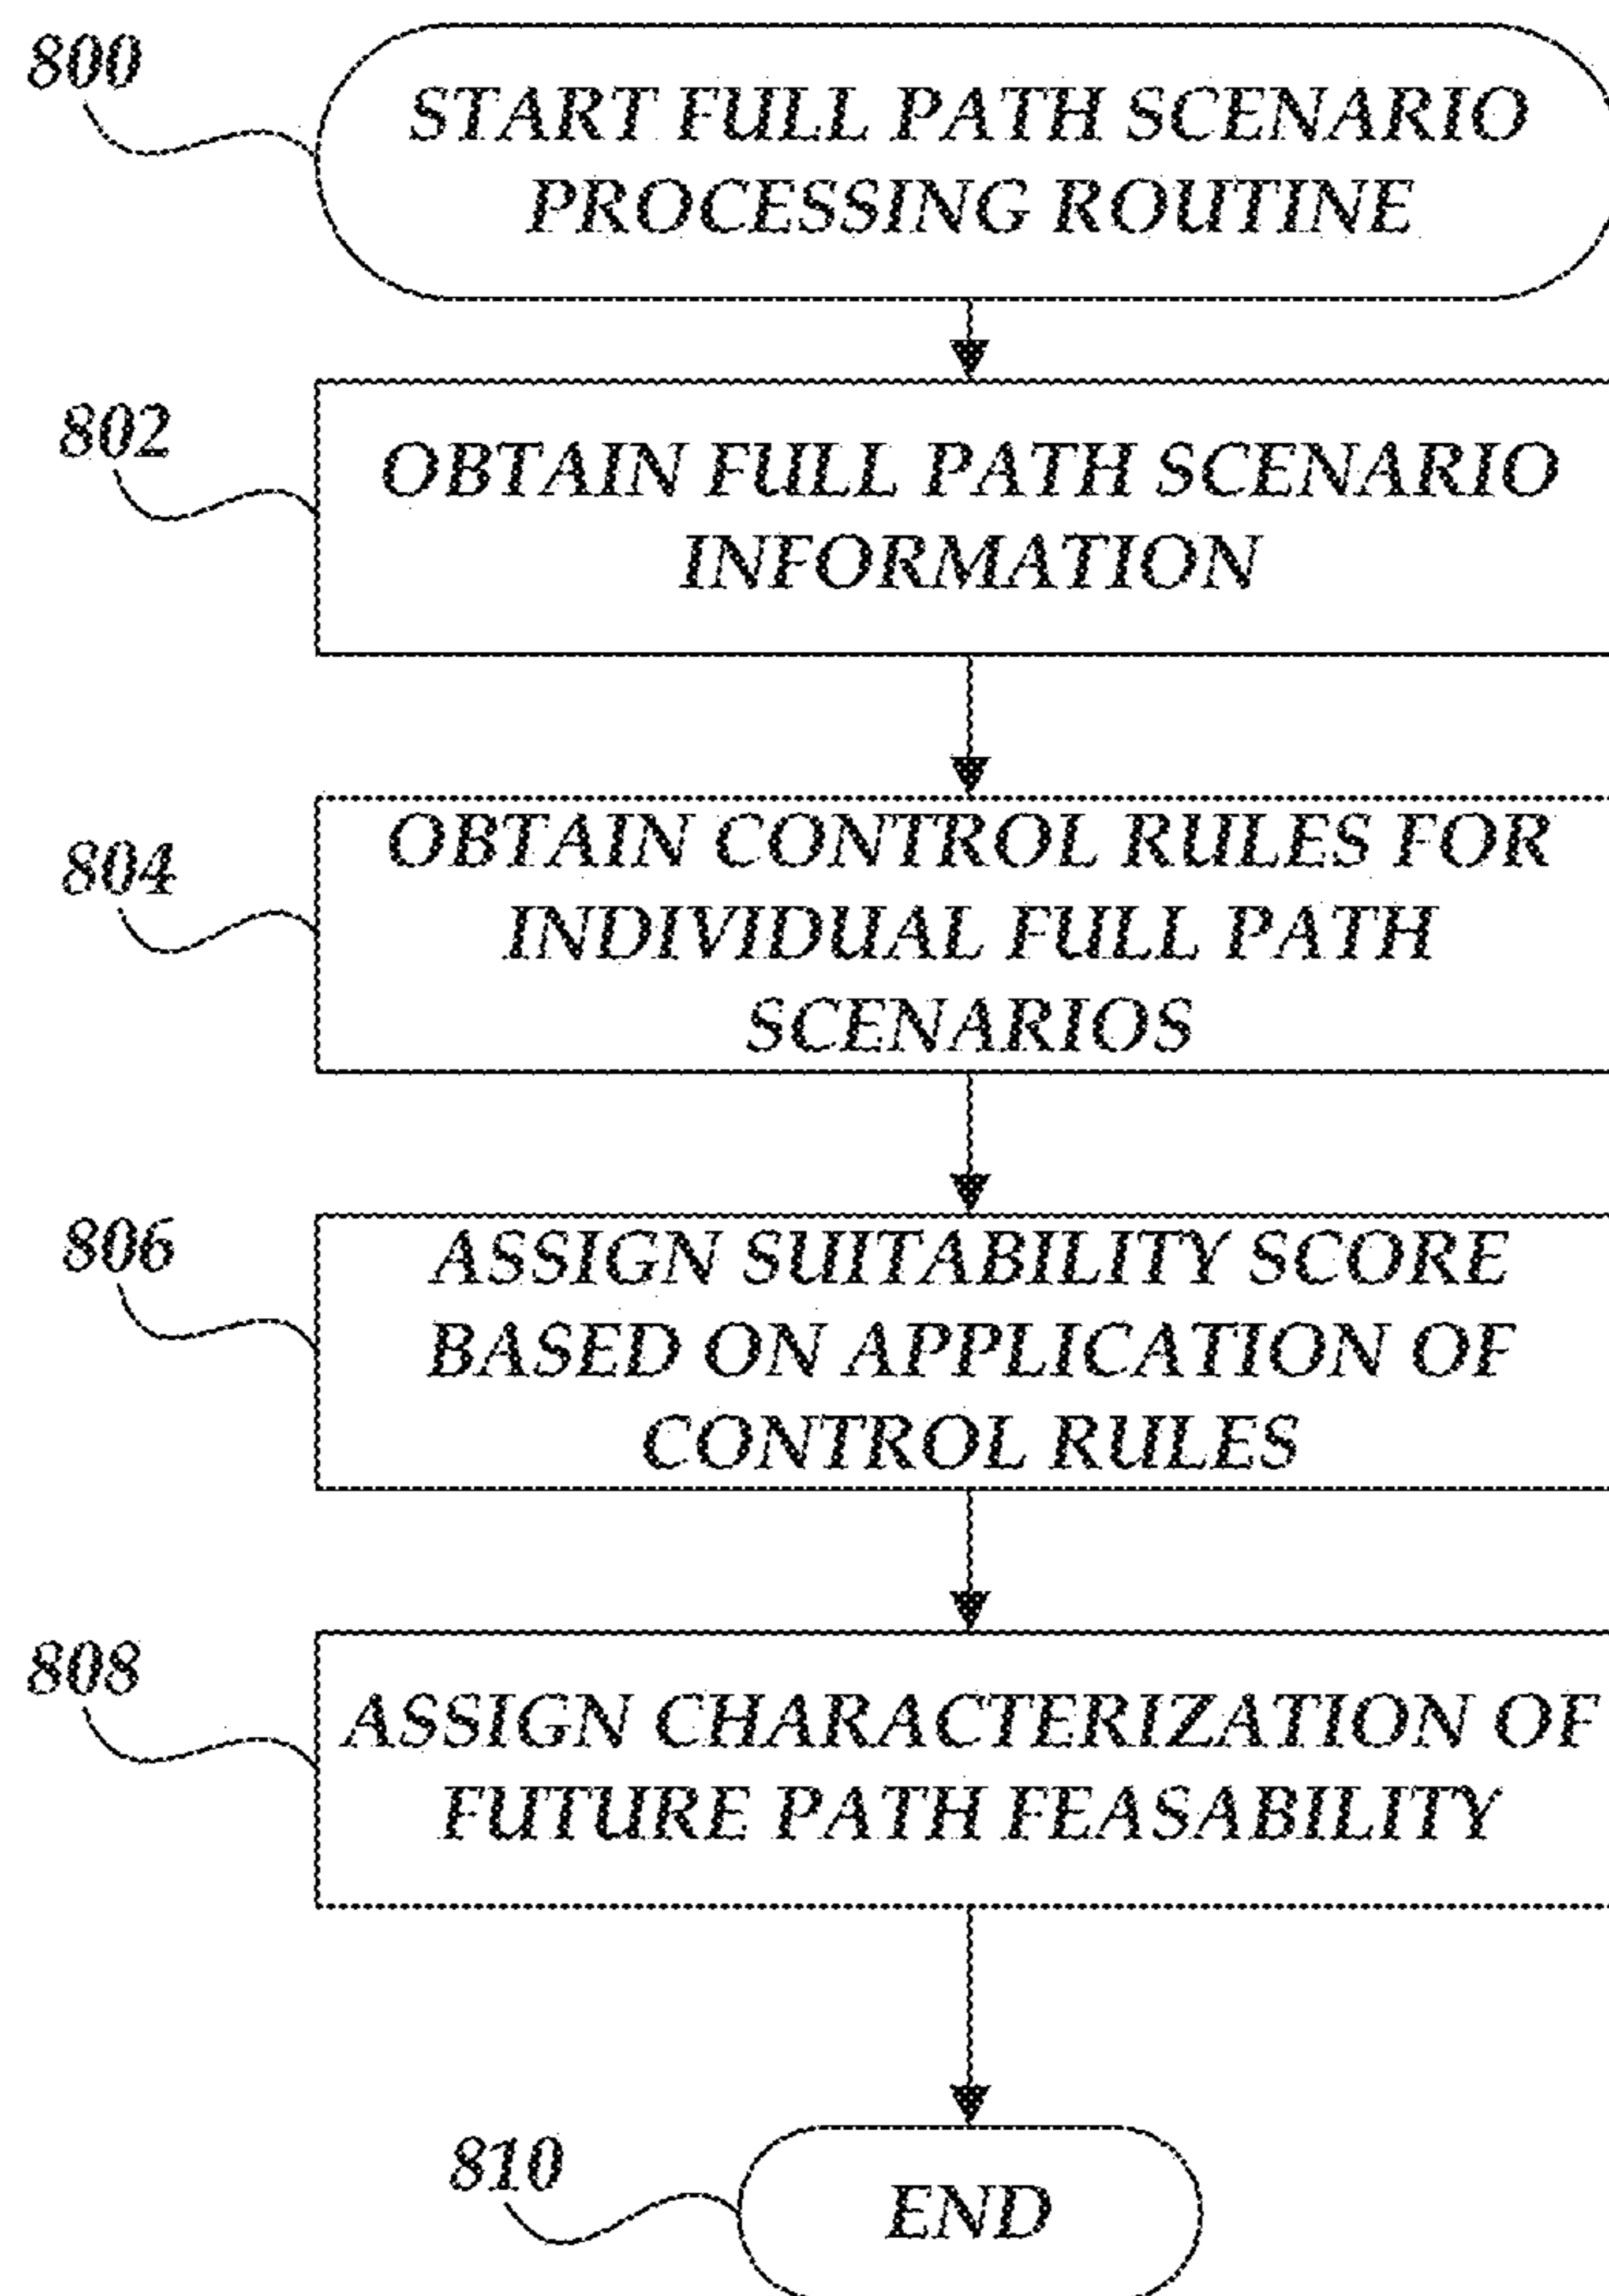 800
START FULL PATH SCENARIO
PROCESSING ROUTINE
802
OBTAIN FULL PATH SCENARIO
INFORMATION
804
OBTAIN CONTROL RULES FOR
INDIVIDUAL FULL PATH
SCENARIOS
806
ASSIGN SUITABILITY SCORE
BASED ON APPLICATION OF
CONTROL RULES
808
ASSIGN CHARACTERIZATION OF
FUTURE PATH FEASABILITY
810
END